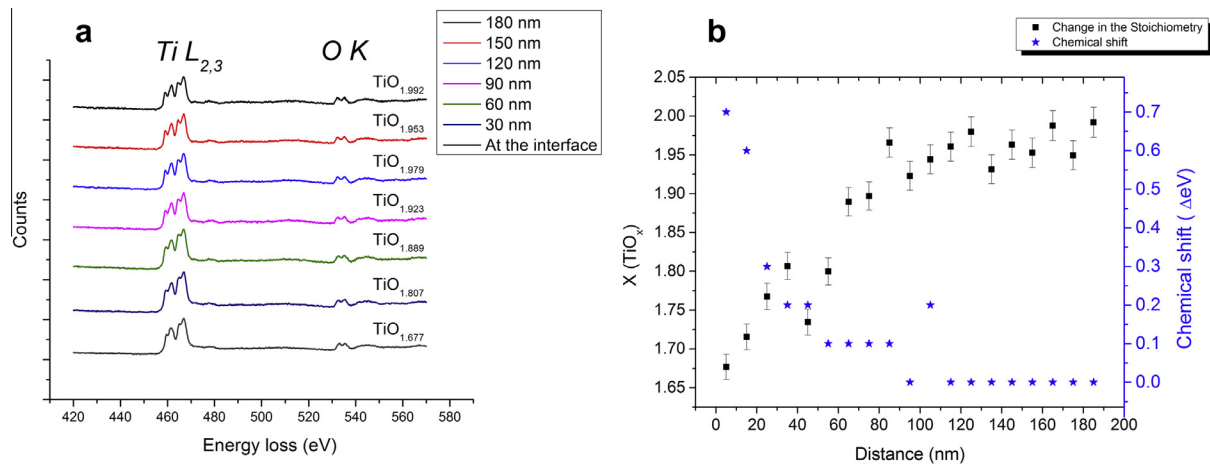 a
Ti L2,3
O K
180 nm
150 nm
120 nm
90 nm
60 nm
30 nm
At the interface
TiO1.992
TiO1.953
TiO1.979
TiO1.923
TiO1.889
TiO1.807
TiO1.677
Counts
420 440 460 480 500 520 540 560 580
Energy loss (eV)
b
Change in the Stoichiometry
Chemical shift
2.05
2.00
1.95
1.90
1.85
1.80
1.75
1.70
1.65
X (TiOx)
0.7
0.6
0.5
0.4
0.3
0.2
0.1
0.0
Chemical shift ( ΔeV)
0 20 40 60 80 100 120 140 160 180 200
Distance (nm)